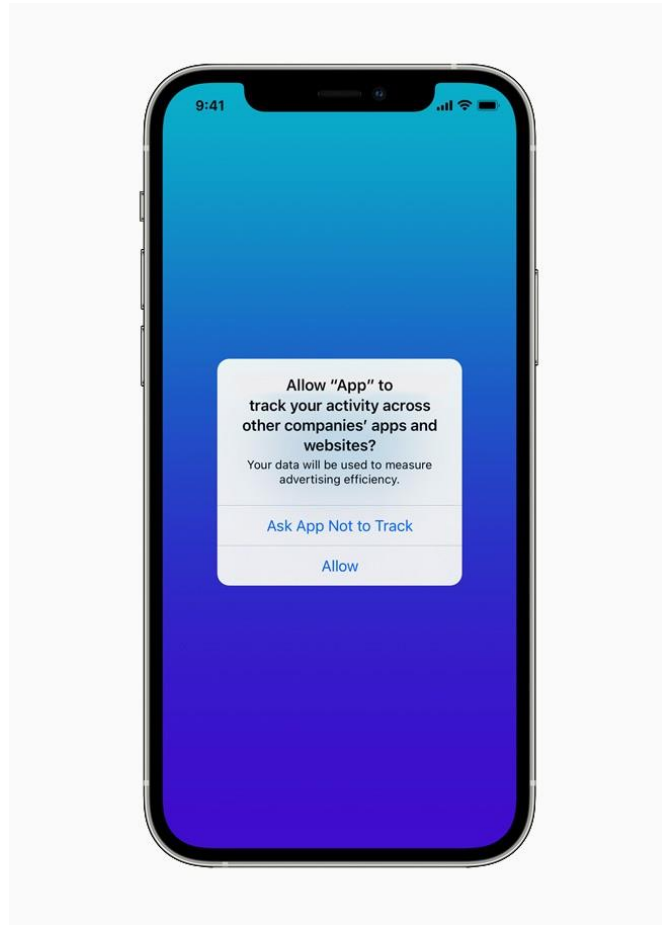 9:41
Allow “App” to
track your activity across
other companies’ apps and
websites?
Your data will be used to measure
advertising efficiency.
Ask App Not to Track
Allow